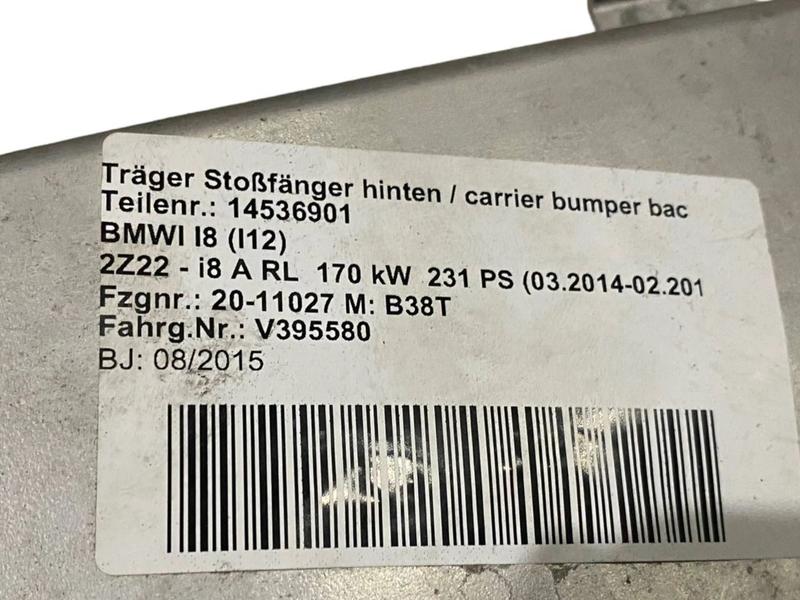 Träger Stoßfänger hinten / carrier bumper bac
Teilenr.: 14536901
BMWI I8 (I12)
2Z22 - i8 A RL 170 kW 231 PS (03.2014-02.201
Fzgnr.: 20-11027 M: B38T
Fahrg.Nr.: V395580
BJ: 08/2015